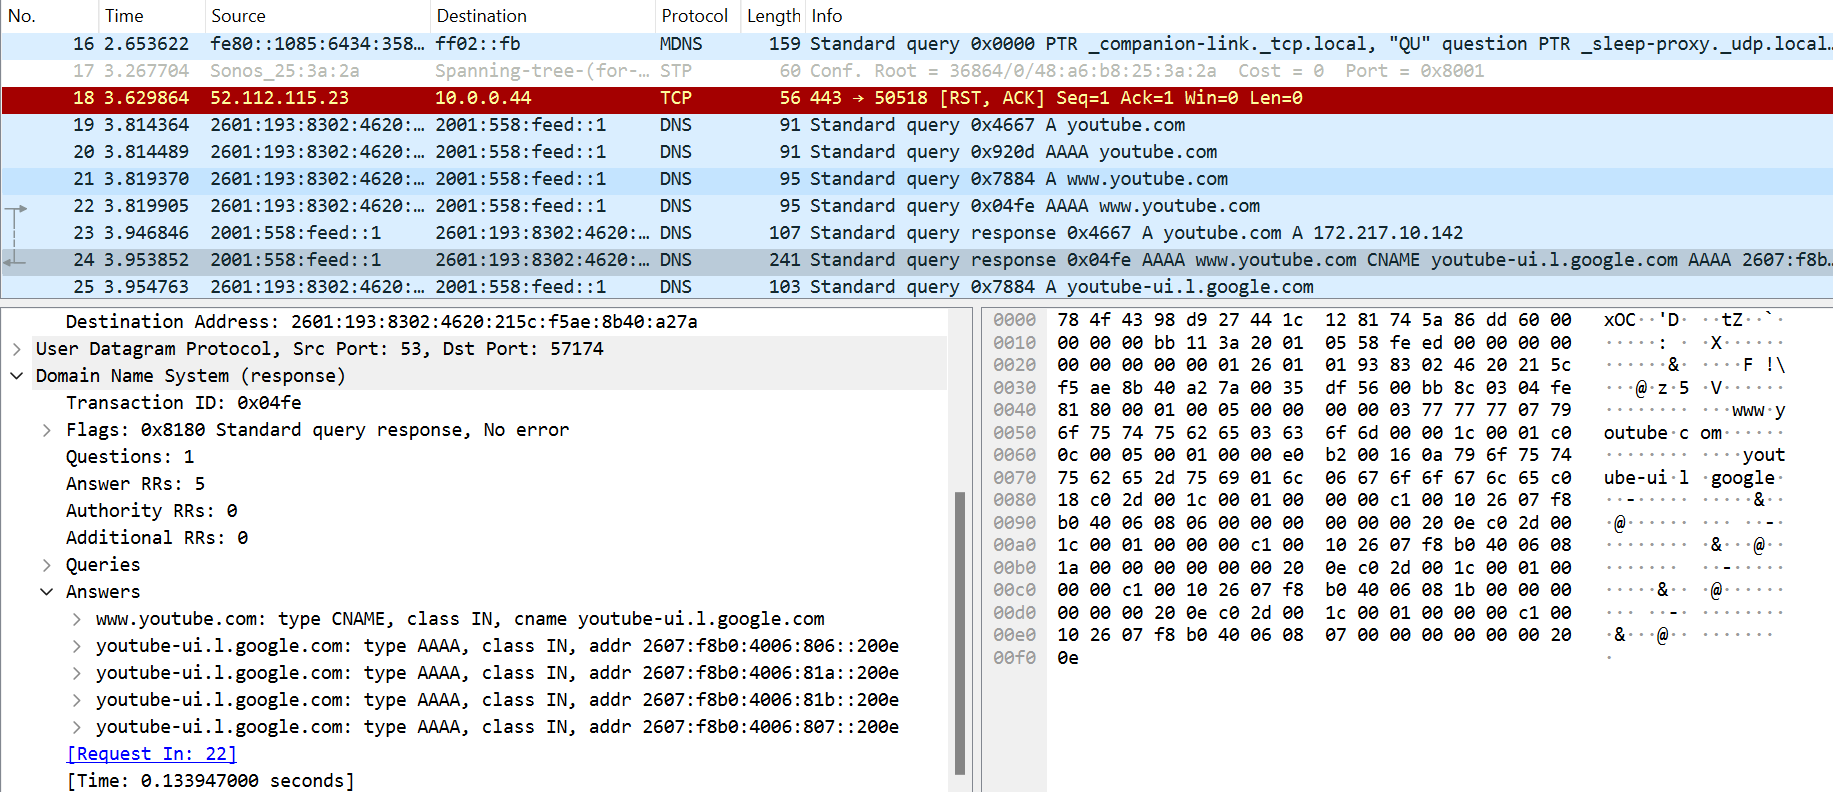 No. Time Source Destination Protocol Length Info
16 2.653622 fe80::1085:6434:358… ff02::fb MDNS 159 Standard query 0x0000 PTR _companion-link._tcp.local, "QU" question PTR _sleep-proxy._udp.local…
17 3.267704 Sonos_25:3a:2a Spanning-tree-(for-… STP 60 Conf. Root = 36864/0/48:a6:b8:25:3a:2a Cost = 0 Port = 0x8001
18 3.629864 52.112.115.23 10.0.0.44 TCP 56 443 → 50518 [RST, ACK] Seq=1 Ack=1 Win=0 Len=0
19 3.814364 2601:193:8302:4620:… 2001:558:feed::1 DNS 91 Standard query 0x4667 A youtube.com
20 3.814489 2601:193:8302:4620:… 2001:558:feed::1 DNS 91 Standard query 0x920d AAAA youtube.com
21 3.819370 2601:193:8302:4620:… 2001:558:feed::1 DNS 95 Standard query 0x7884 A www.youtube.com
22 3.819905 2601:193:8302:4620:… 2001:558:feed::1 DNS 95 Standard query 0x04fe AAAA www.youtube.com
23 3.946846 2001:558:feed::1 2601:193:8302:4620:… DNS 107 Standard query response 0x4667 A youtube.com A 172.217.10.142
24 3.953852 2001:558:feed::1 2601:193:8302:4620:… DNS 241 Standard query response 0x04fe AAAA www.youtube.com CNAME youtube-ui.l.google.com AAAA 2607:f8b…
25 3.954763 2601:193:8302:4620:… 2001:558:feed::1 DNS 103 Standard query 0x7884 A youtube-ui.l.google.com
Destination Address: 2601:193:8302:4620:215c:f5ae:8b40:a27a
User Datagram Protocol, Src Port: 53, Dst Port: 57174
Domain Name System (response)
Transaction ID: 0x04fe
Flags: 0x8180 Standard query response, No error
Questions: 1
Answer RRs: 5
Authority RRs: 0
Additional RRs: 0
Queries
Answers
www.youtube.com: type CNAME, class IN, cname youtube-ui.l.google.com
youtube-ui.l.google.com: type AAAA, class IN, addr 2607:f8b0:4006:806::200e
youtube-ui.l.google.com: type AAAA, class IN, addr 2607:f8b0:4006:81a::200e
youtube-ui.l.google.com: type AAAA, class IN, addr 2607:f8b0:4006:81b::200e
youtube-ui.l.google.com: type AAAA, class IN, addr 2607:f8b0:4006:807::200e
[Request In: 22]
[Time: 0.133947000 seconds]
0000 78 4f 43 98 d9 27 44 1c 12 81 74 5a 86 dd 60 00 xOC··'D· ··tZ··`·
0010 00 00 00 bb 11 3a 20 01 05 58 fe ed 00 00 00 00 ·····: · ·X······
0020 00 00 00 00 00 01 26 01 01 93 83 02 46 20 21 5c ······&· ····F !\
0030 f5 ae 8b 40 a2 7a 00 35 df 56 00 bb 8c 03 04 fe ···@·z·5 ·V······
0040 81 80 00 01 00 05 00 00 00 00 03 77 77 77 07 79 ········ ···www·y
0050 6f 75 74 75 62 65 03 63 6f 6d 00 00 1c 00 01 c0 outube·c om······
0060 0c 00 05 00 01 00 00 e0 b2 00 16 0a 79 6f 75 74 ········ ····yout
0070 75 62 65 2d 75 69 01 6c 06 67 6f 6f 67 6c 65 c0 ube-ui·l ·google·
0080 18 c0 2d 00 1c 00 01 00 00 00 c1 00 10 26 07 f8 ··-····· ·····&··
0090 b0 40 06 08 06 00 00 00 00 00 00 20 0e c0 2d 00 ·@······ ··· ··-·
00a0 1c 00 01 00 00 00 c1 00 10 26 07 f8 b0 40 06 08 ········ ·&···@··
00b0 1a 00 00 00 00 00 00 20 0e c0 2d 00 1c 00 01 00 ······· ··-·····
00c0 00 00 c1 00 10 26 07 f8 b0 40 06 08 1b 00 00 00 ·····&·· ·@······
00d0 00 00 00 20 0e c0 2d 00 1c 00 01 00 00 00 c1 00 ··· ··-· ········
00e0 10 26 07 f8 b0 40 06 08 07 00 00 00 00 00 00 20 ·&···@·· ·······
00f0 0e ·